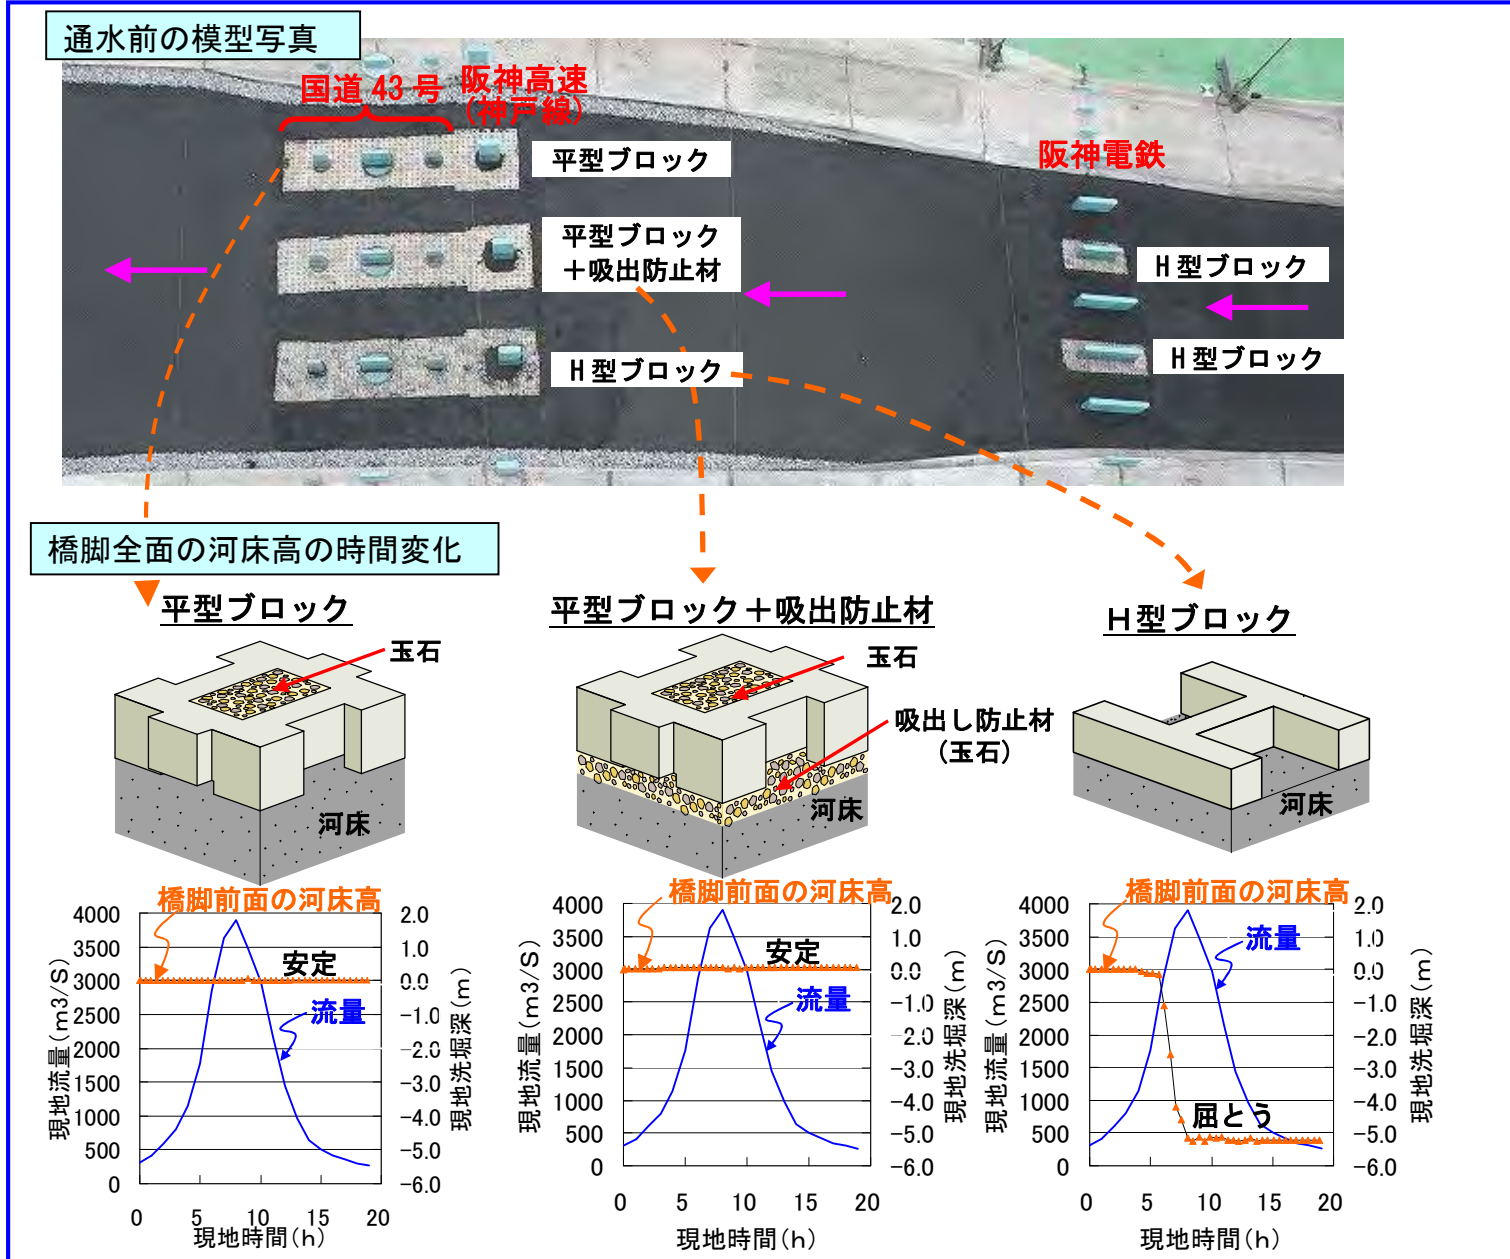 通水前の模型写真
国道 43 号
阪神高速
(神戸線)
平型ブロック
阪神電鉄
平型ブロック
＋吸出防止材
H 型ブロック
H 型ブロック
H 型ブロック
橋脚全面の河床高の時間変化
平型ブロック
玉石
河床
平型ブロック＋吸出防止材
玉石
吸出し防止材
(玉石)
河床
H型ブロック
河床
橋脚前面の河床高
安定
流量
現地流量(m3/S)
4000
3500
3000
2500
2000
1500
1000
500
0
2.0
1.0
0.0
-1.0
-2.0
-3.0
-4.0
-5.0
-6.0
現地洗堀深(m)
0 5 10 15 20
現地時間(h)
橋脚前面の河床高
安定
流量
現地流量(m3/S)
4000
3500
3000
2500
2000
1500
1000
500
0
2.0
1.0
0.0
-1.0
-2.0
-3.0
-4.0
-5.0
-6.0
現地洗堀深(m)
0 5 10 15 20
現地時間(h)
橋脚前面の河床高
流量
屈とう
現地流量(m3/S)
4000
3500
3000
2500
2000
1500
1000
500
0
2.0
1.0
0.0
-1.0
-2.0
-3.0
-4.0
-5.0
-6.0
現地洗堀深(m)
0 5 10 15 20
現地時間(h)